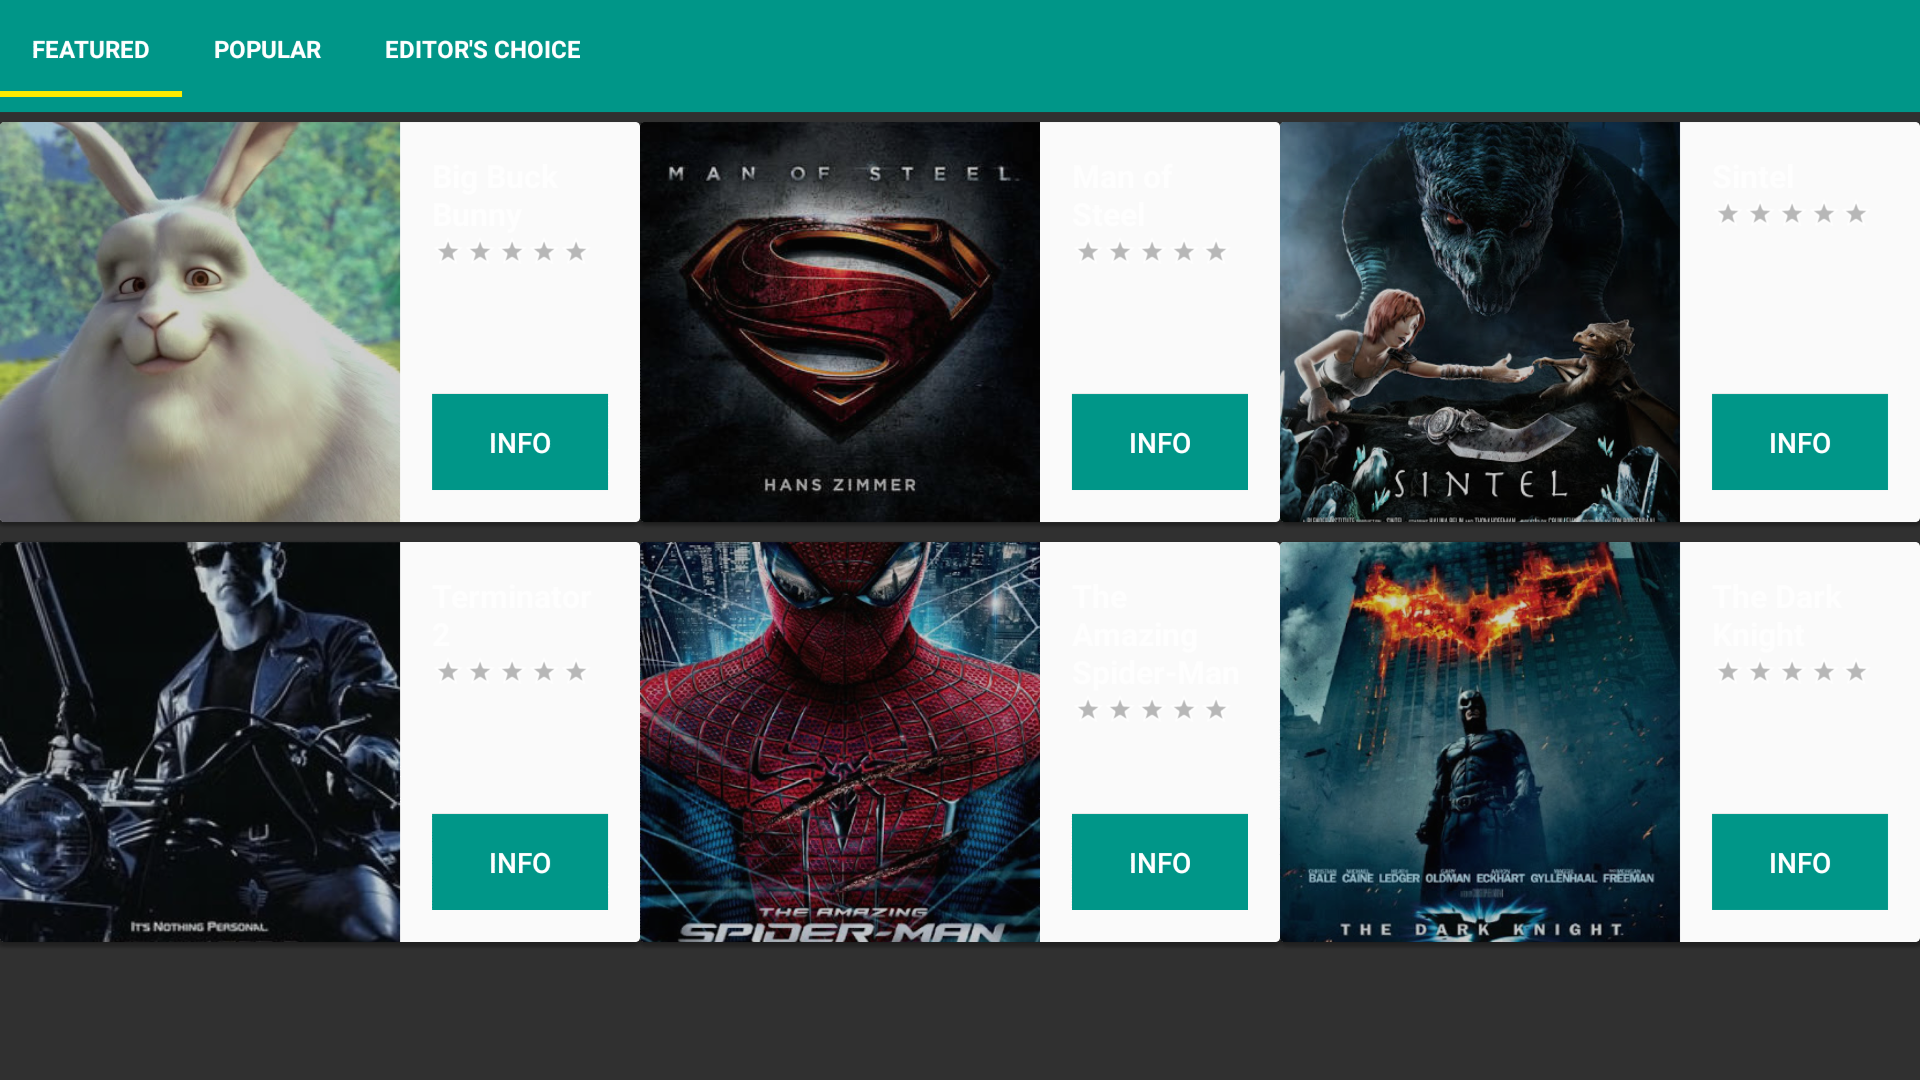 FEATURED POPULAR EDITOR'S CHOICE
Big Buck
Bunny
INFO
MAN OF STEEL
HANS ZIMMER
Man of
Steel
INFO
SINTEL
Sintel
INFO
IT'S NOTHING PERSONAL
Terminator
2
INFO
THE AMAZING
SPIDER-MAN
The
Amazing
Spider-Man
INFO
BALE CAINE LEDGER OLDMAN ECKHART GYLLENHAAL FREEMAN
THE DARK KNIGHT
The Dark
Knight
INFO